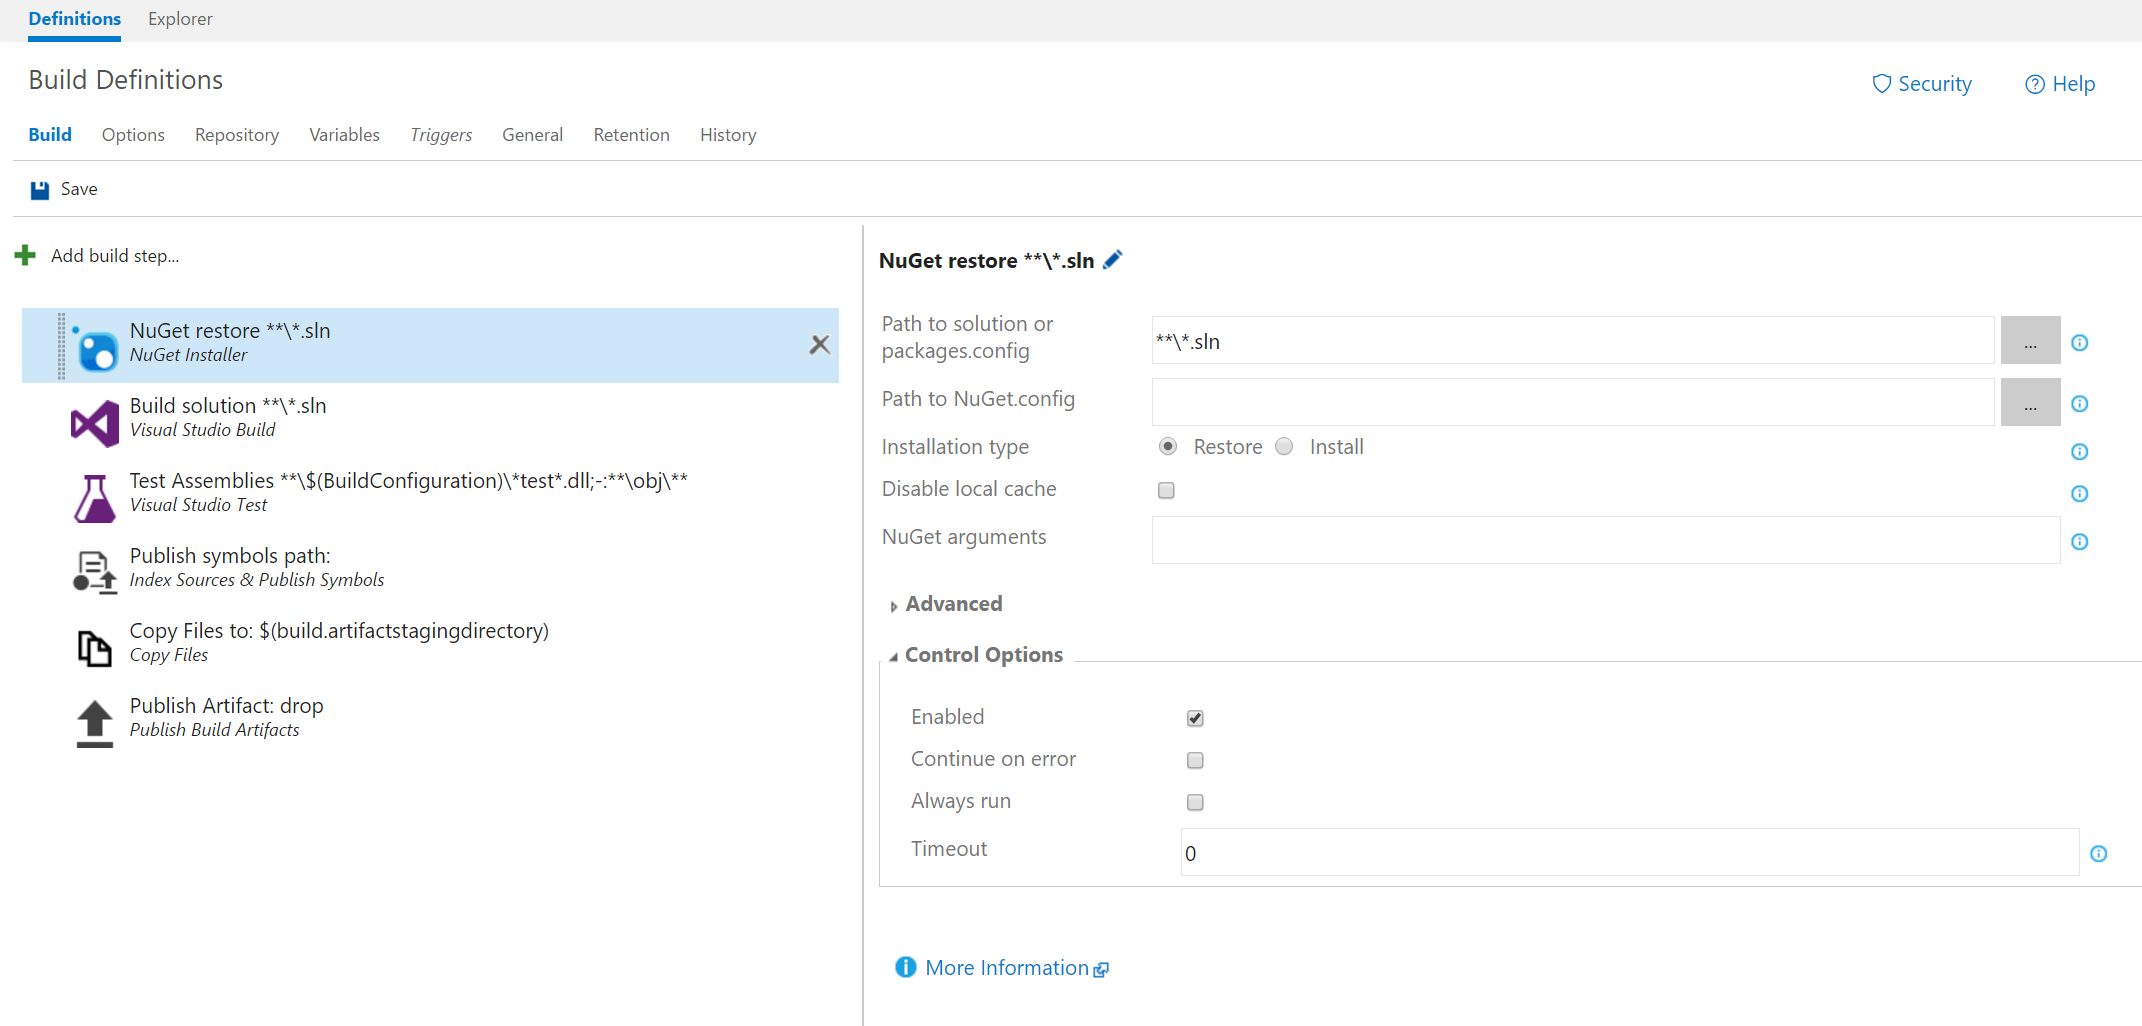 Definitions Explorer
Build Definitions
Security Help
Build Options Repository Variables Triggers General Retention History
Save
Add build step...
NuGet restore **\*.sln
NuGet Installer
Build solution **\*.sln
Visual Studio Build
Test Assemblies **\$(BuildConfiguration)\*test*.dll;-:**\obj\**
Visual Studio Test
Publish symbols path:
Index Sources & Publish Symbols
Copy Files to: $(build.artifactstagingdirectory)
Copy Files
Publish Artifact: drop
Publish Build Artifacts
NuGet restore **\*.sln
Path to solution or
packages.config
**\*.sln
...
Path to NuGet.config
...
Installation type
Restore Install
Disable local cache
NuGet arguments
Advanced
Control Options
Enabled
Continue on error
Always run
Timeout
0
More Information